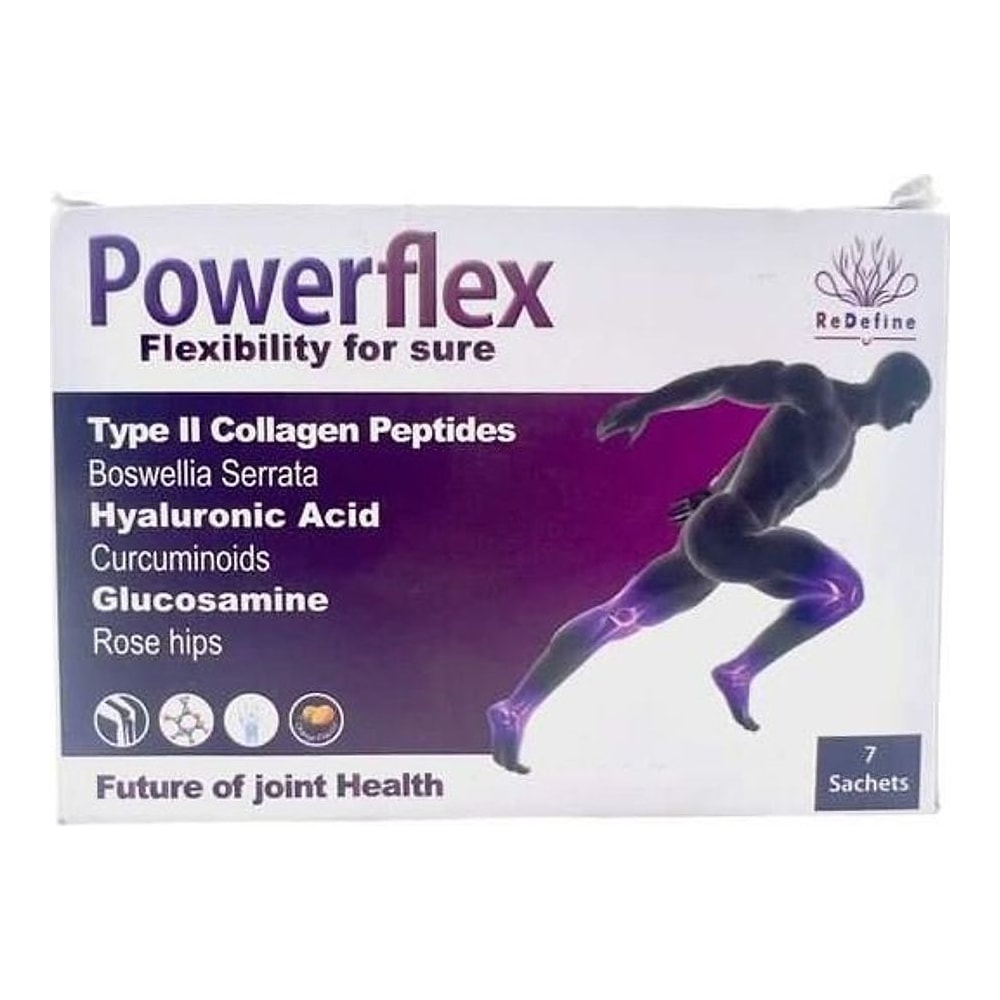 Powerflex
Flexibility for sure
ReDefine
Type II Collagen Peptides
Boswellia Serrata
Hyaluronic Acid
Curcuminoids
Glucosamine
Rose hips
Future of joint Health
7
Sachets